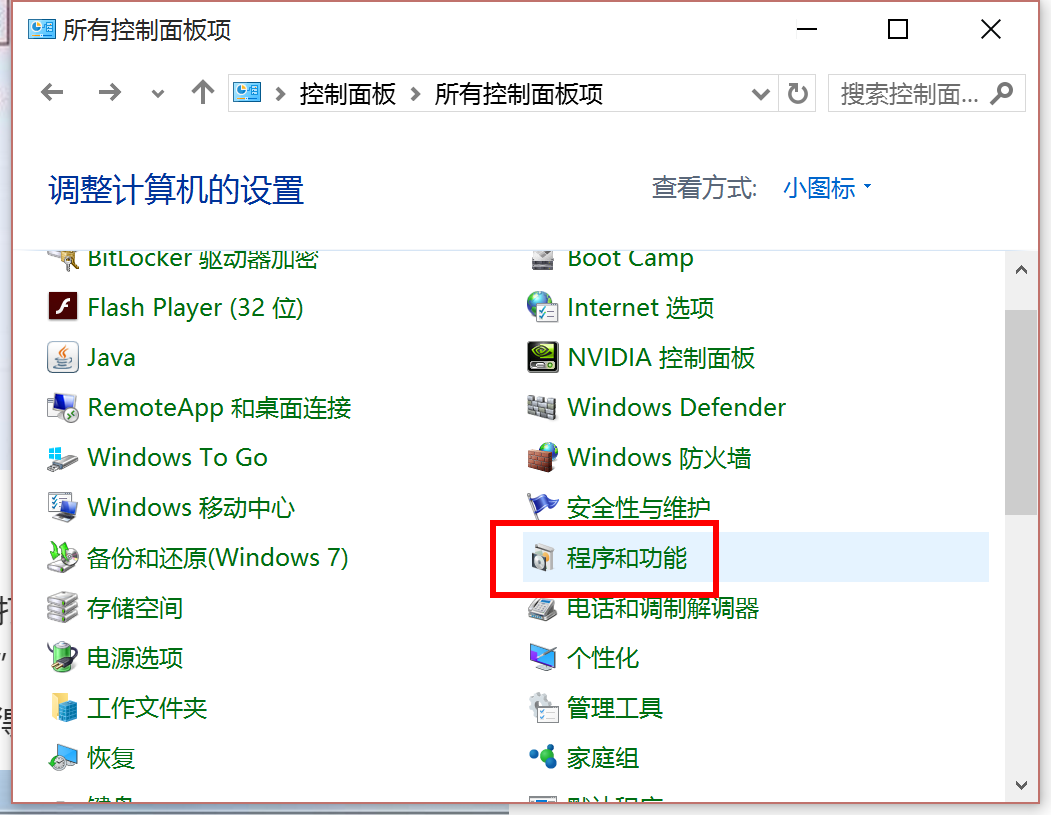 所有控制面板项
控制面板 所有控制面板项
搜索控制面...
调整计算机的设置
查看方式: 小图标
BitLocker 驱动器加密 Boot Camp
Flash Player (32 位) Internet 选项
Java NVIDIA 控制面板
RemoteApp 和桌面连接 Windows Defender
Windows To Go Windows 防火墙
Windows 移动中心 安全性与维护
备份和还原(Windows 7) 程序和功能
存储空间 电话和调制解调器
电源选项 个性化
工作文件夹 管理工具
恢复 家庭组
键盘 默认程序